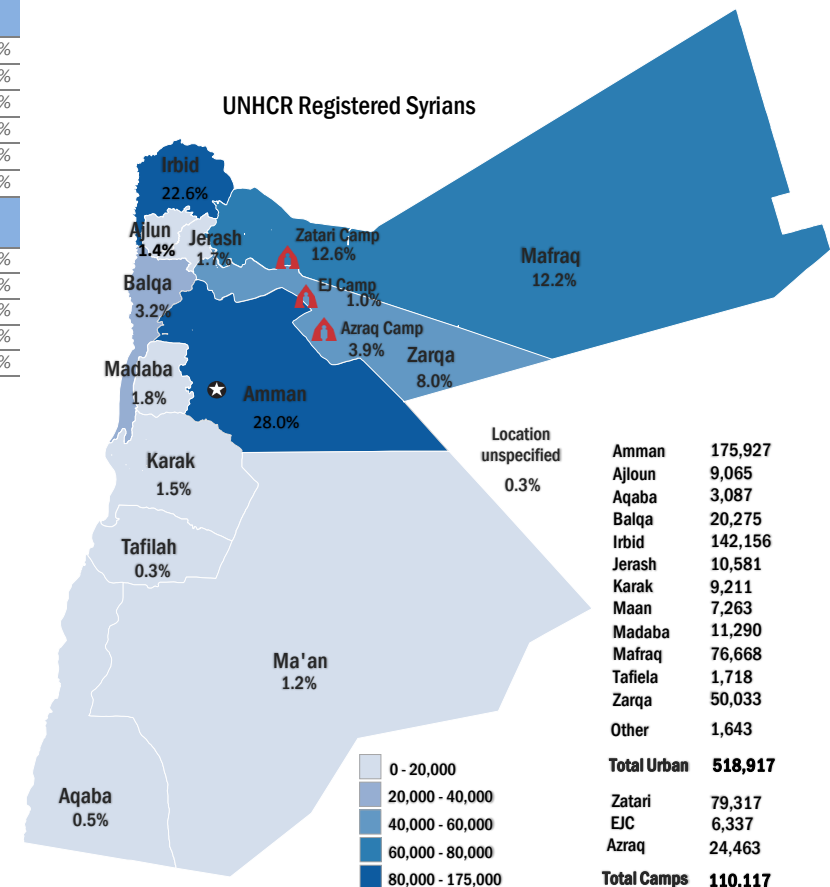 %
%
%
%
%
%
%
%
%
%
%
UNHCR Registered Syrians
Irbid
22.6%
Ajlun
1.4%
Jerash
1.7%
Zatari Camp
12.6%
Mafraq
12.2%
Balqa
3.2%
EJ Camp
1.0%
Azraq Camp
3.9%
Zarqa
8.0%
Madaba
1.8%
Amman
28.0%
Karak
1.5%
Location
unspecified
0.3%
Tafilah
0.3%
Ma'an
1.2%
Aqaba
0.5%
0 - 20,000
20,000 - 40,000
40,000 - 60,000
60,000 - 80,000
80,000 - 175,000
Amman 175,927
Ajloun 9,065
Aqaba 3,087
Balqa 20,275
Irbid 142,156
Jerash 10,581
Karak 9,211
Maan 7,263
Madaba 11,290
Mafraq 76,668
Tafiela 1,718
Zarqa 50,033
Other 1,643
Total Urban 518,917
Zatari 79,317
EJC 6,337
Azraq 24,463
Total Camps 110,117